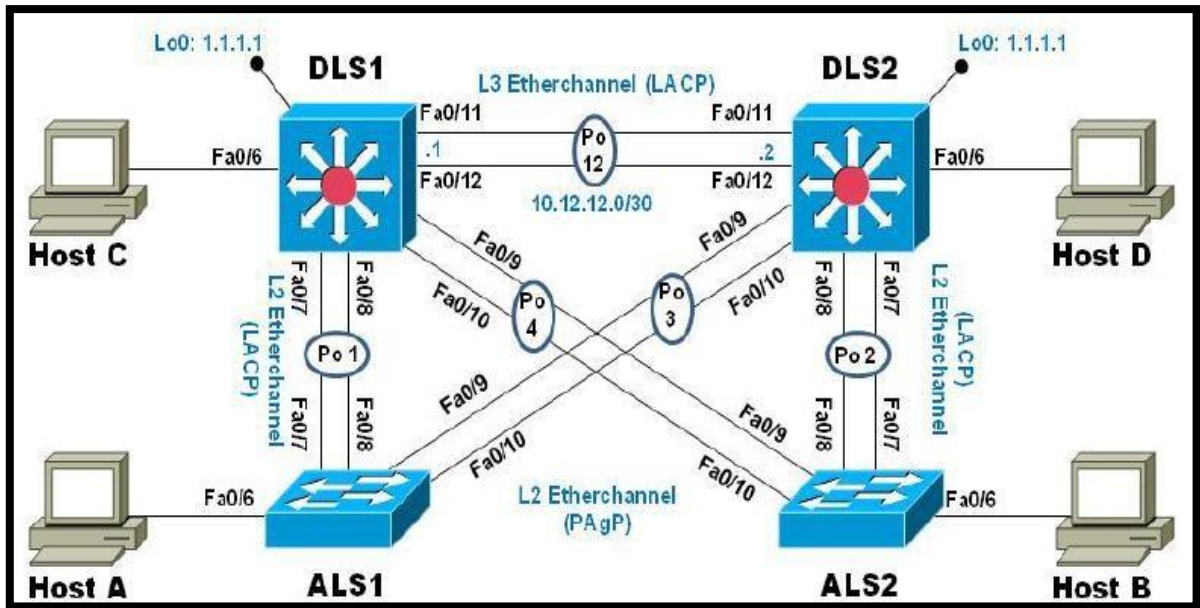 Lo0: 1.1.1.1
Lo0: 1.1.1.1
DLS1
DLS2
L3 Etherchannel (LACP)
Fa0/11
Fa0/11
Po
12
.1
.2
Fa0/6
Fa0/6
Fa0/12
Fa0/12
10.12.12.0/30
Host C
Host D
Fa0/9
Fa0/9
Fa0/7
Fa0/8
Fa0/10
Fa0/10
Fa0/8
Fa0/7
L2 Etherchannel
(LACP)
Po
4
Po
3
L2 Etherchannel
(LACP)
Po 1
Po 2
Fa0/7
Fa0/8
Fa0/9
Fa0/10
Fa0/9
Fa0/10
Fa0/8
Fa0/7
Fa0/6
L2 Etherchannel
(PAgP)
Fa0/6
Host A
ALS1
ALS2
Host B